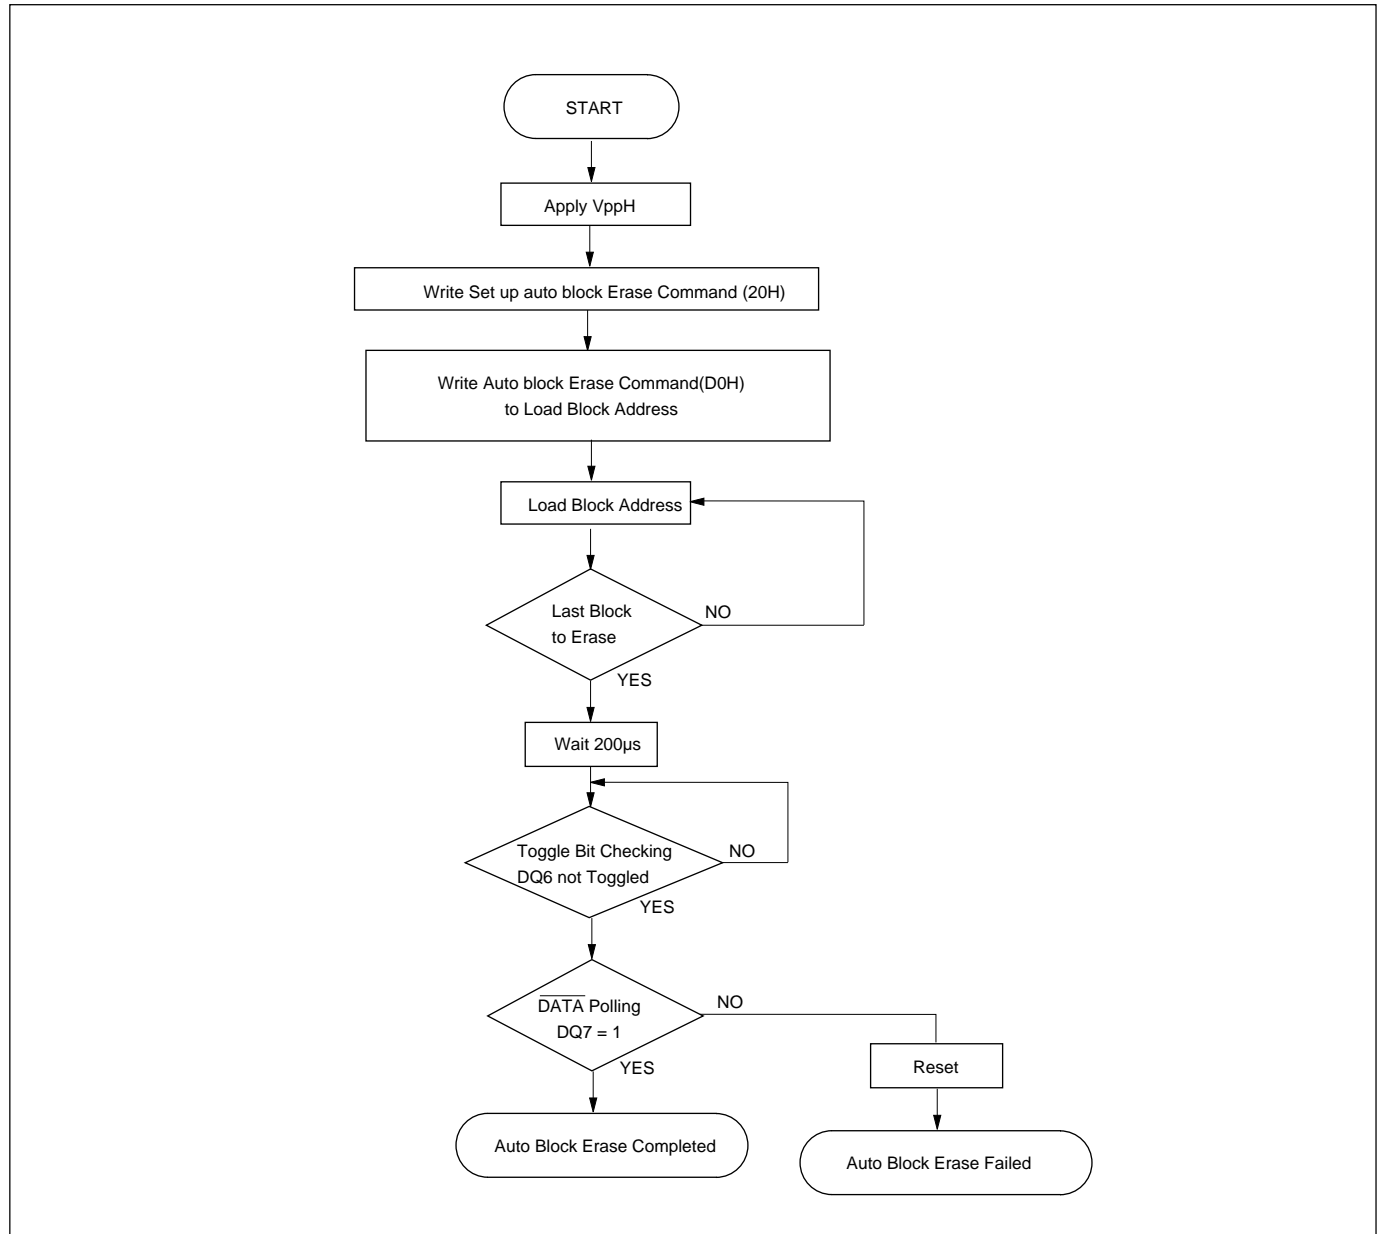 START
Apply VppH
Write Set up auto block Erase Command (20H)
Write Auto block Erase Command(D0H)
to Load Block Address
Load Block Address
Last Block
to Erase
NO
YES
Wait 200µs
Toggle Bit Checking
DQ6 not Toggled
NO
YES
DATA Polling
DQ7 = 1
NO
YES
Reset
Auto Block Erase Completed
Auto Block Erase Failed